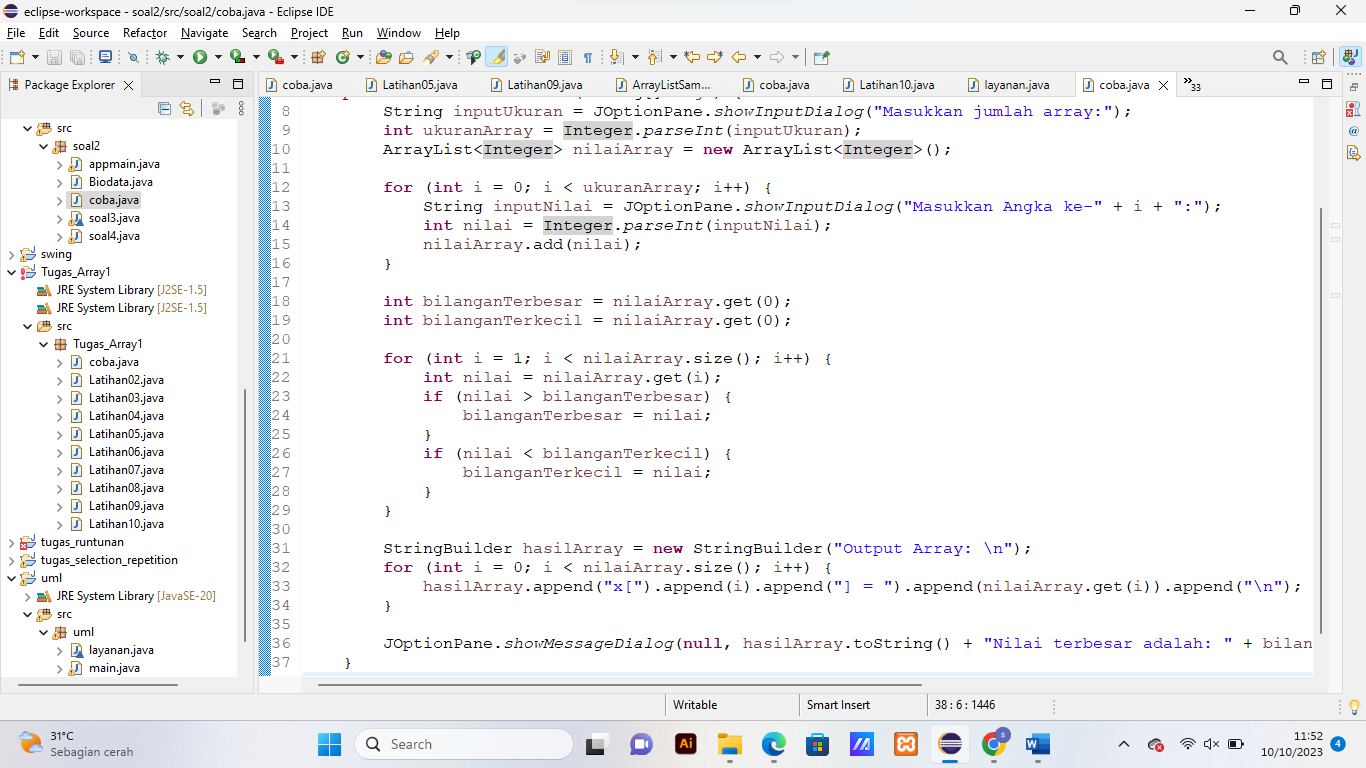 eclipse-workspace - soal2/src/soal2/coba.java - Eclipse IDE
File Edit Source Refactor Navigate Search Project Run Window Help
Package Explorer
coba.java Latihan05.java Latihan09.java ArrayListSam... coba.java Latihan10.java layanan.java coba.java 33
src
soal2
appmain.java
Biodata.java
coba.java
soal3.java
soal4.java
swing
Tugas_Array1
JRE System Library [J2SE-1.5]
JRE System Library [J2SE-1.5]
src
Tugas_Array1
coba.java
Latihan02.java
Latihan03.java
Latihan04.java
Latihan05.java
Latihan06.java
Latihan07.java
Latihan08.java
Latihan09.java
Latihan10.java
tugas_runtunan
tugas_selection_repetition
uml
JRE System Library [JavaSE-20]
src
uml
layanan.java
main.java
8 String inputUkuran = JOptionPane.showInputDialog("Masukkan jumlah array:");
9 int ukuranArray = Integer.parseInt(inputUkuran);
10 ArrayList<Integer> nilaiArray = new ArrayList<Integer>();
11
12 for (int i = 0; i < ukuranArray; i++) {
13 String inputNilai = JOptionPane.showInputDialog("Masukkan Angka ke-" + i + ":");
14 int nilai = Integer.parseInt(inputNilai);
15 nilaiArray.add(nilai);
16 }
17
18 int bilanganTerbesar = nilaiArray.get(0);
19 int bilanganTerkecil = nilaiArray.get(0);
20
21 for (int i = 1; i < nilaiArray.size(); i++) {
22 int nilai = nilaiArray.get(i);
23 if (nilai > bilanganTerbesar) {
24 bilanganTerbesar = nilai;
25 }
26 if (nilai < bilanganTerkecil) {
27 bilanganTerkecil = nilai;
28 }
29 }
30
31 StringBuilder hasilArray = new StringBuilder("Output Array: \n");
32 for (int i = 0; i < nilaiArray.size(); i++) {
33 hasilArray.append("x[").append(i).append("] = ").append(nilaiArray.get(i)).append("\n");
34 }
35
36 JOptionPane.showMessageDialog(null, hasilArray.toString() + "Nilai terbesar adalah: " + bilan
37 }
Writable Smart Insert 38 : 6 : 1446
31°C
Sebagian cerah
Search
11:52
10/10/2023
4